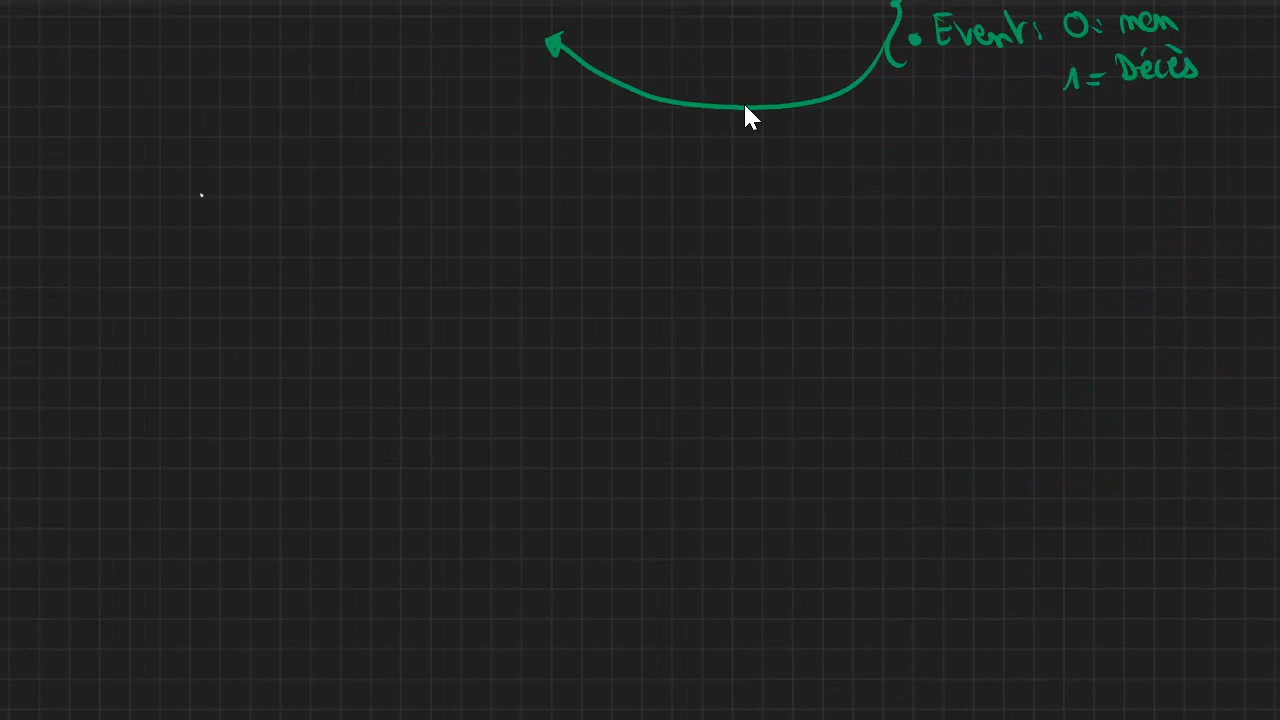 • Event: 0: non
1 = Décès